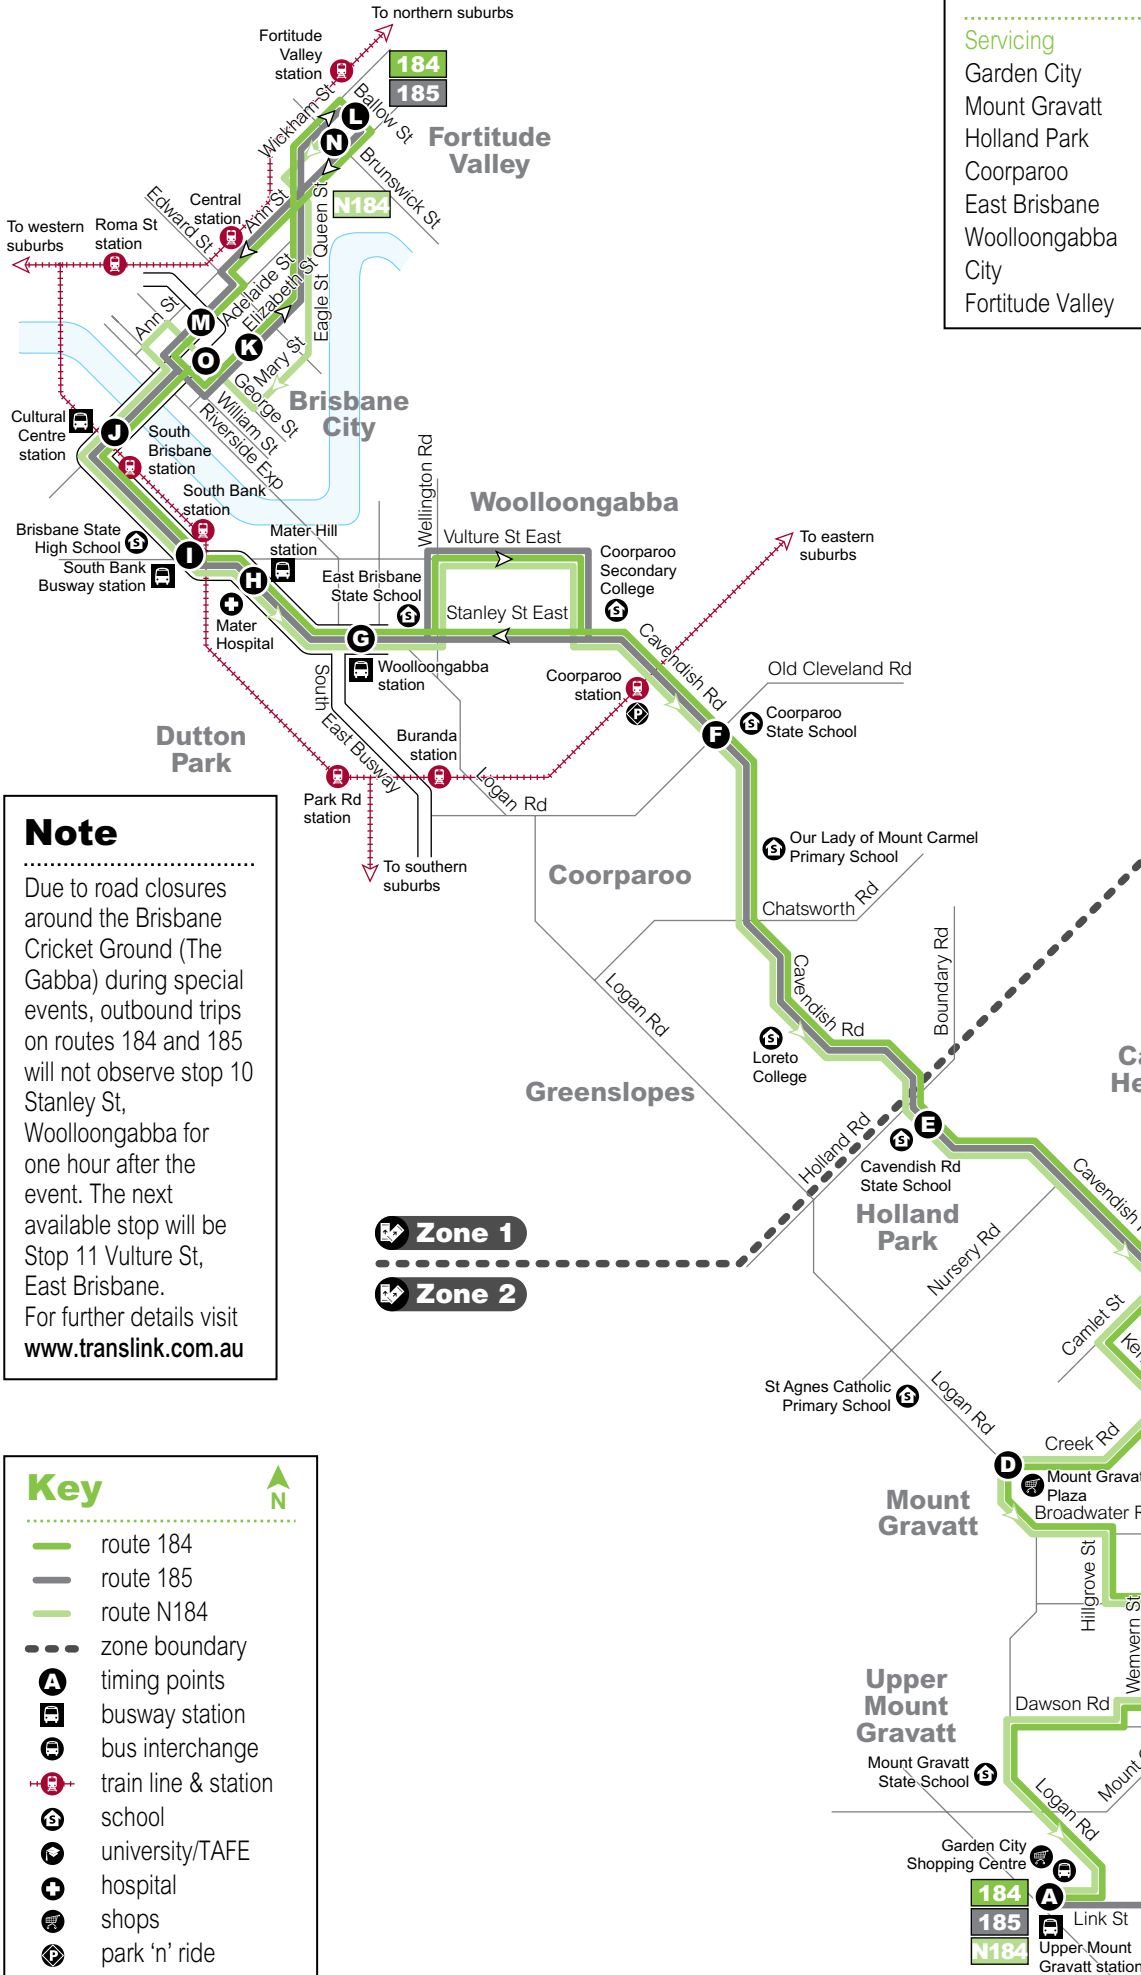 To northern suburbs
Fortitude
Valley
station
184
185
Wickham St
Ballow St
L
N
Fortitude
Valley
Brunswick St
N184
Edward St
Central
station
Ann St
Queen St
To western
suburbs
Roma St
station
Adelaide St
Elizabeth St
Eagle St
Ann St
M
O
K
Mary St
George St
William St
Riverside Exp
Brisbane
City
Cultural
Centre
station
J
South
Brisbane
station
South Bank
station
Brisbane State
High School
I
South Bank
Busway station
Mater Hill
station
H
Mater
Hospital
East Brisbane
State School
G
Woolloongabba
station
Wellington Rd
Woolloongabba
Vulture St East
Stanley St East
Coorparoo
Secondary
College
To eastern
suburbs
Cavendish Rd
Coorparoo
station
Old Cleveland Rd
F
Coorparoo
State School
South East Busway
Dutton
Park
Buranda
station
Logan Rd
Park Rd
station
To southern
suburbs
Coorparoo
Our Lady of Mount Carmel
Primary School
Chatsworth Rd
Cavendish Rd
Boundary Rd
Logan Rd
Loreto
College
Greenslopes
Ca
He
E
Holland Rd
Cavendish Rd
State School
Holland
Park
Cavendish R
Nursery Rd
Zone 1
Zone 2
Camlet St
Ker
St Agnes Catholic
Primary School
Logan Rd
Creek Rd
D
Mount Gravat
Plaza
Mount
Gravatt
Broadwater R
Hillgrove St
Wemvern St
Upper
Mount
Gravatt
Dawson Rd
Mount Gravatt
State School
Mount G
Logan Rd
Garden City
Shopping Centre
184
185
N184
A
Link St
Upper Mount
Gravatt station
Servicing
Garden City
Mount Gravatt
Holland Park
Coorparoo
East Brisbane
Woolloongabba
City
Fortitude Valley
Note
Due to road closures
around the Brisbane
Cricket Ground (The
Gabba) during special
events, outbound trips
on routes 184 and 185
will not observe stop 10
Stanley St,
Woolloongabba for
one hour after the
event. The next
available stop will be
Stop 11 Vulture St,
East Brisbane.
For further details visit
www.translink.com.au
Key
N
route 184
route 185
route N184
zone boundary
A timing points
busway station
bus interchange
train line & station
school
university/TAFE
hospital
shops
park 'n' ride